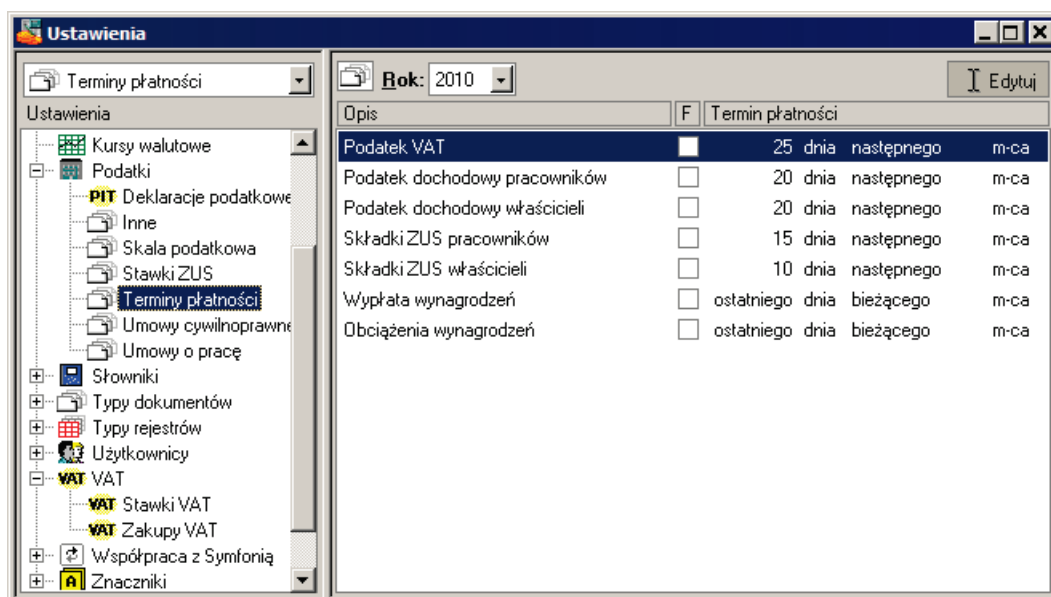 Ustawienia
Terminy płatności
Ustawienia
Kursy walutowe
Podatki
PIT Deklaracje podatkowe
Inne
Skala podatkowa
Stawki ZUS
Terminy płatności
Umowy cywilnoprawne
Umowy o pracę
Słowniki
Typy dokumentów
Typy rejestrów
Użytkownicy
VAT VAT
VAT Stawki VAT
VAT Zakupy VAT
Współpraca z Symfonią
A Znaczniki
Rok: 2010 Edytuj
Opis F Termin płatności
Podatek VAT 25 dnia następnego m-ca
Podatek dochodowy pracowników 20 dnia następnego m-ca
Podatek dochodowy właścicieli 20 dnia następnego m-ca
Składki ZUS pracowników 15 dnia następnego m-ca
Składki ZUS właścicieli 10 dnia następnego m-ca
Wypłata wynagrodzeń ostatniego dnia bieżącego m-ca
Obciążenia wynagrodzeń ostatniego dnia bieżącego m-ca